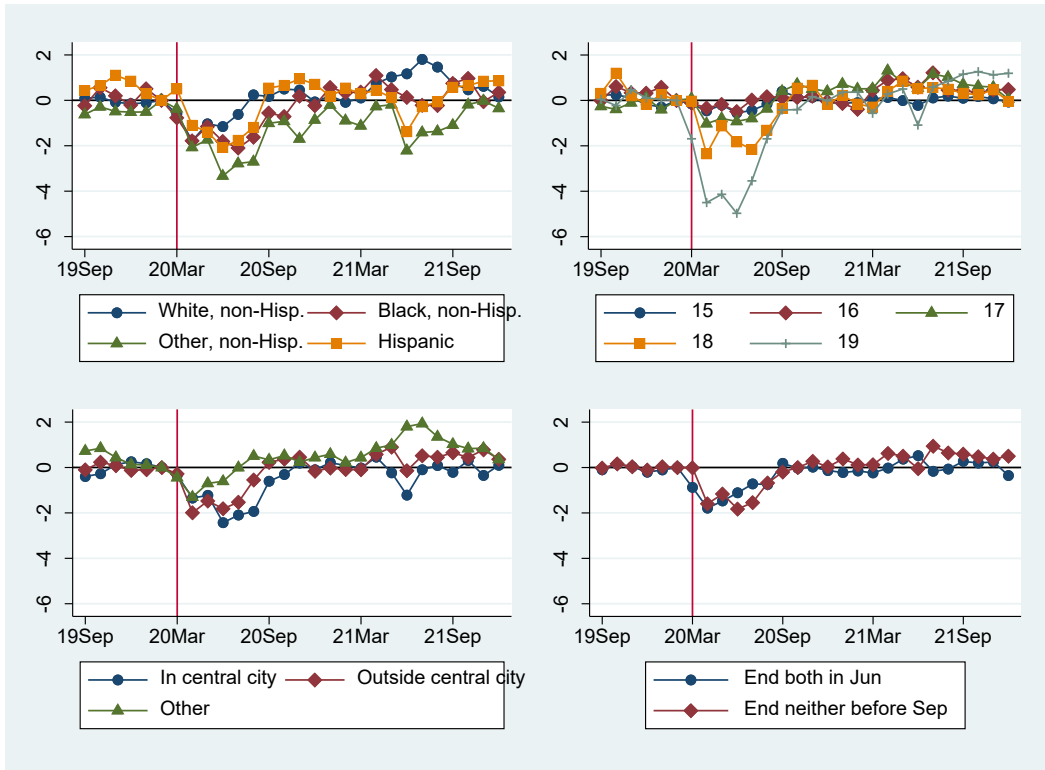 2
0
-2
-4
-6
19Sep 20Mar 20Sep 21Mar 21Sep
White, non-Hisp. Black, non-Hisp.
Other, non-Hisp. Hispanic
2
0
-2
-4
-6
19Sep 20Mar 20Sep 21Mar 21Sep
15 16 17
18 19
2
0
-2
-4
-6
19Sep 20Mar 20Sep 21Mar 21Sep
In central city Outside central city
Other
2
0
-2
-4
-6
19Sep 20Mar 20Sep 21Mar 21Sep
End both in Jun
End neither before Sep